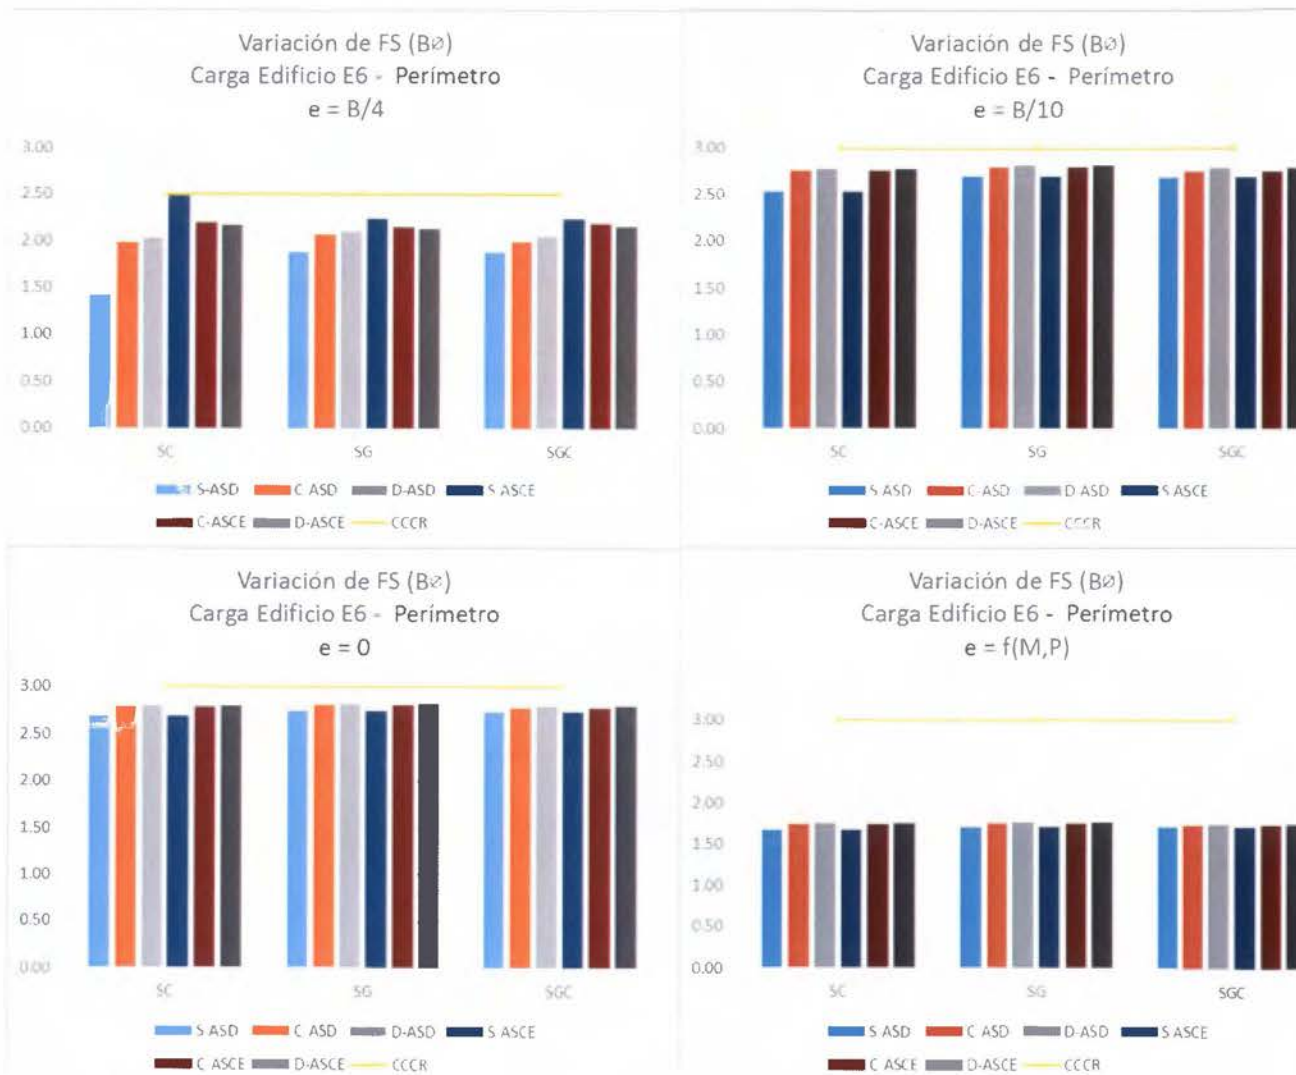 Variación de FS (BØ)
Carga Edificio E6 - Perímetro
e = B/4
3.00
2.50
2.00
1.50
1.00
0.50
0.00
SC SG SGC
S-ASD C ASD D-ASD S ASCE
C-ASCE D-ASCE CCCR
Variación de FS (BØ)
Carga Edificio E6 - Perímetro
e = B/10
3.00
2.50
2.00
1.50
1.00
0.50
0.00
SC SG SGC
S ASD C-ASD D ASD S ASCE
C-ASCE D-ASCE CCCR
Variación de FS (BØ)
Carga Edificio E6 - Perímetro
e = 0
3.00
2.50
2.00
1.50
1.00
0.50
0.00
SC SG SGC
S ASD C ASD D-ASD S ASCE
C ASCE D-ASCE CCCR
Variación de FS (BØ)
Carga Edificio E6 - Perímetro
e = f(M,P)
3.00
2.50
2.00
1.50
1.00
0.50
0.00
SC SG SGC
S ASD C ASD D-ASD S ASCE
C ASCE D-ASCE CCCR